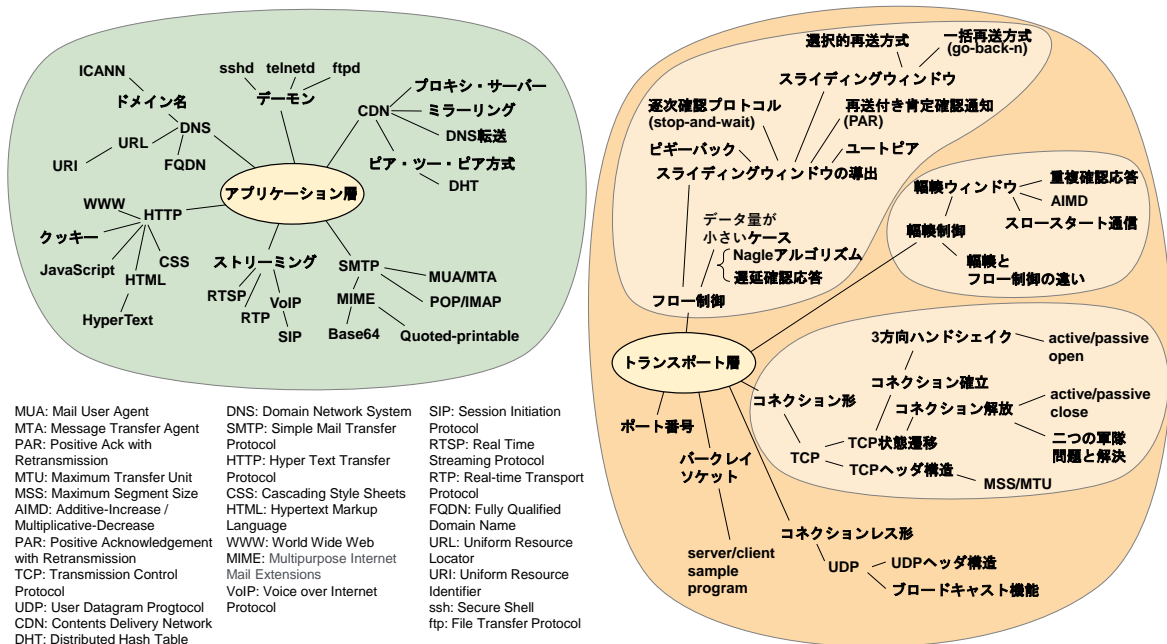 ICANN
ドメイン名
DNS
URL
URI
FQDN
sshd
telnetd
ftpd
デーモン
CDN
プロキシ・サーバー
ミラーリング
DNS転送
ピア・ツー・ピア方式
DHT
アプリケーション層
WWW
HTTP
クッキー
JavaScript
HTML
CSS
HyperText
ストリーミング
RTSP
RTP
VoIP
SIP
SMTP
MUA/MTA
POP/IMAP
MIME
Base64
Quoted-printable
選択的再送方式
一括再送方式
(go-back-n)
スライディングウィンドウ
逐次確認プロトコル
(stop-and-wait)
再送付き肯定確認通知
(PAR)
ピギーバック
ユートピア
スライディングウィンドウの導出
データ量が
小さいケース
Nagleアルゴリズム
遅延確認応答
フロー制御
輻輳ウィンドウ
重複確認応答
AIMD
スロースタート通信
輻輳制御
輻輳と
フロー制御の違い
トランスポート層
3方向ハンドシェイク
active/passive
open
コネクション確立
コネクション形
コネクション解放
active/passive
close
ポート番号
TCP状態遷移
二つの軍隊
問題と解決
TCP
TCPヘッダ構造
MSS/MTU
バークレイ
ソケット
コネクションレス形
server/client
sample
program
UDP
UDPヘッダ構造
ブロードキャスト機能
MUA: Mail User Agent
MTA: Message Transfer Agent
PAR: Positive Ack with
Retransmission
MTU: Maximum Transfer Unit
MSS: Maximum Segment Size
AIMD: Additive-Increase /
Multiplicative-Decrease
PAR: Positive Acknowledgement
with Retransmission
TCP: Transmission Control
Protocol
UDP: User Datagram Progtocol
CDN: Contents Delivery Network
DHT: Distributed Hash Table
DNS: Domain Network System
SMTP: Simple Mail Transfer
Protocol
HTTP: Hyper Text Transfer
Protocol
CSS: Cascading Style Sheets
HTML: Hypertext Markup
Language
WWW: World Wide Web
MIME: Multipurpose Internet
Mail Extensions
VoIP: Voice over Internet
Protocol
SIP: Session Initiation
Protocol
RTSP: Real Time
Streaming Protocol
RTP: Real-time Transport
Protocol
FQDN: Fully Qualified
Domain Name
URL: Uniform Resource
Locator
URI: Uniform Resource
Identifier
ssh: Secure Shell
ftp: File Transfer Protocol